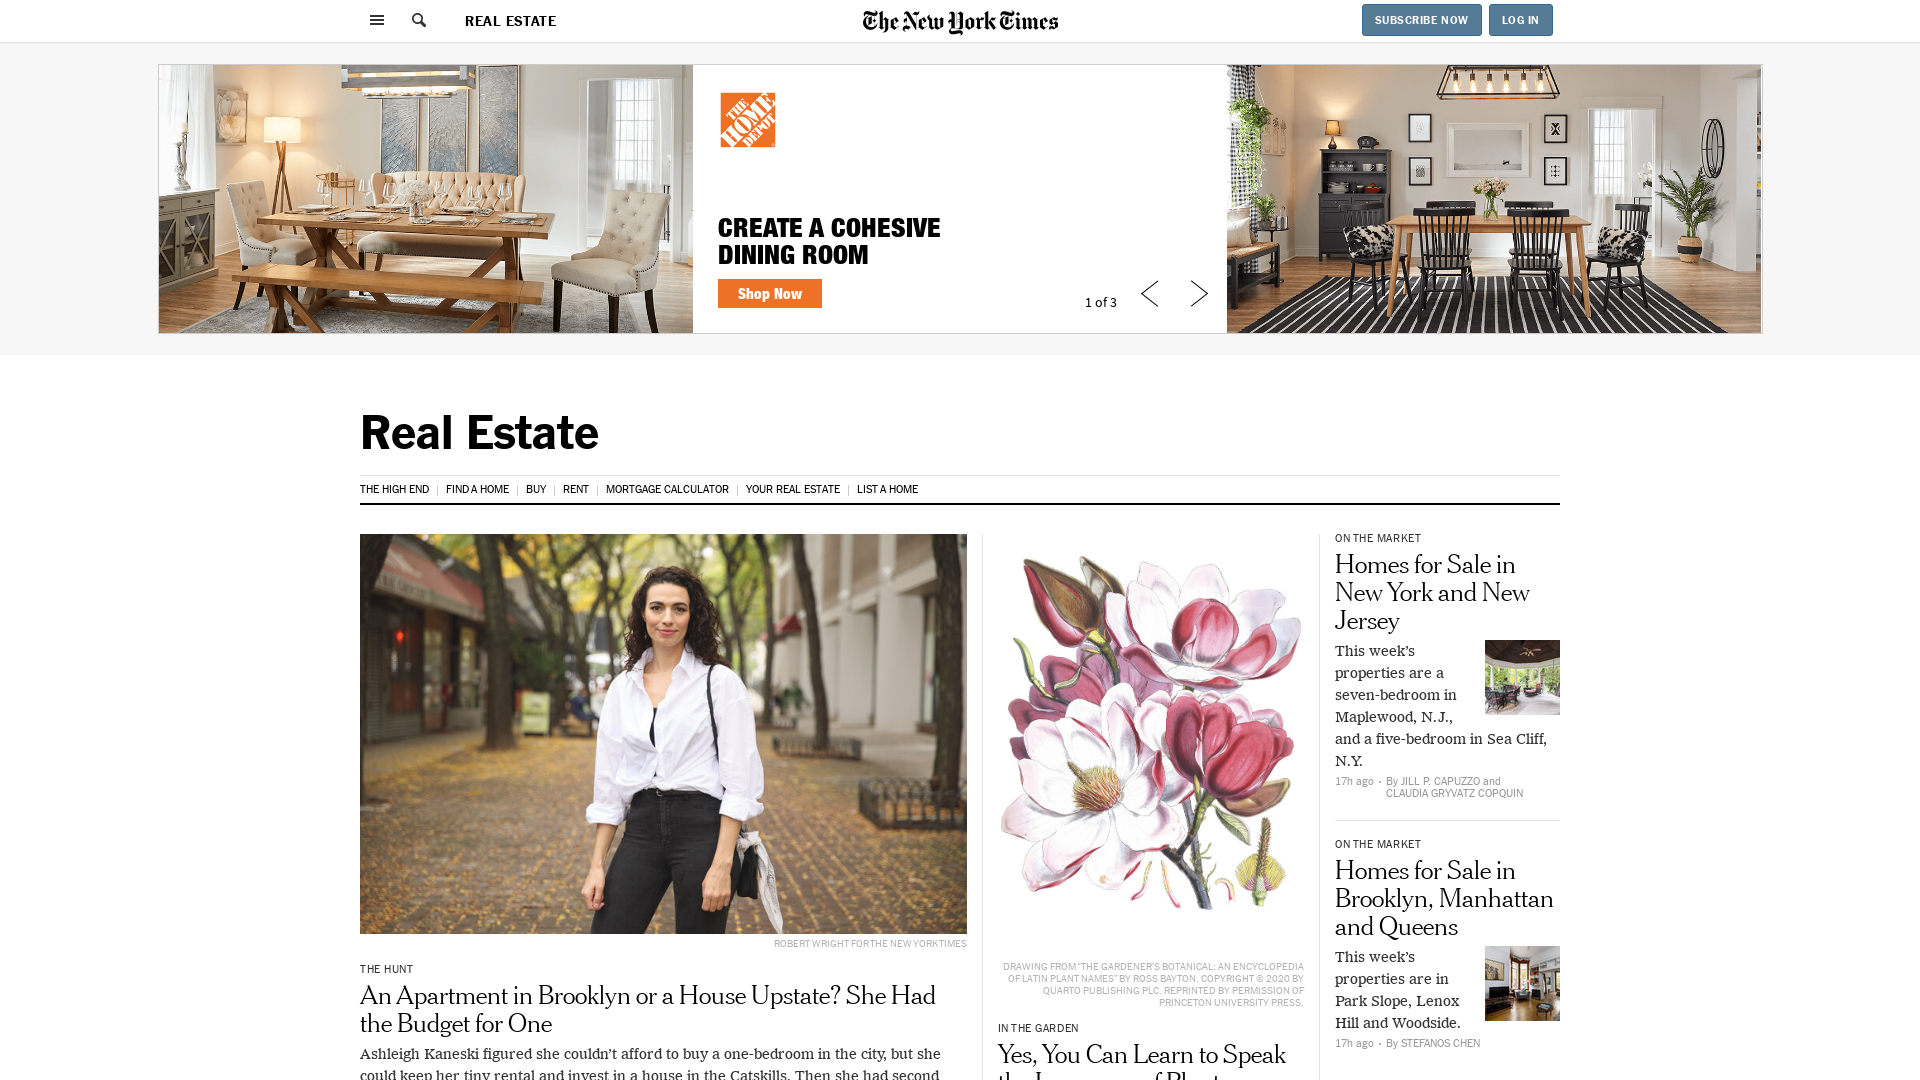 REAL ESTATE
The New York Times
SUBSCRIBE NOW
LOG IN
THE HOME DEPOT
CREATE A COHESIVE
DINING ROOM
Shop Now
1 of 3
Real Estate
THE HIGH END
FIND A HOME
BUY
RENT
MORTGAGE CALCULATOR
YOUR REAL ESTATE
LIST A HOME
ROBERT WRIGHT FOR THE NEW YORK TIMES
THE HUNT
An Apartment in Brooklyn or a House Upstate? She Had
the Budget for One
Ashleigh Kaneski figured she couldn’t afford to buy a one-bedroom in the city, but she
could keep her tiny rental and invest in a house in the Catskills. Then she had second
DRAWING FROM “THE GARDENER’S BOTANICAL: AN ENCYCLOPEDIA
OF LATIN PLANT NAMES” BY ROSS BAYTON. COPYRIGHT © 2020 BY
QUARTO PUBLISHING PLC. REPRINTED BY PERMISSION OF
PRINCETON UNIVERSITY PRESS.
IN THE GARDEN
Yes, You Can Learn to Speak
the Language of Plants
ON THE MARKET
Homes for Sale in
New York and New
Jersey
This week’s
properties are a
seven-bedroom in
Maplewood, N.J.,
and a five-bedroom in Sea Cliff,
N.Y.
17h ago • By JILL P. CAPUZZO and
CLAUDIA GRYVATZ COPQUIN
ON THE MARKET
Homes for Sale in
Brooklyn, Manhattan
and Queens
This week’s
properties are in
Park Slope, Lenox
Hill and Woodside.
17h ago • By STEFANOS CHEN